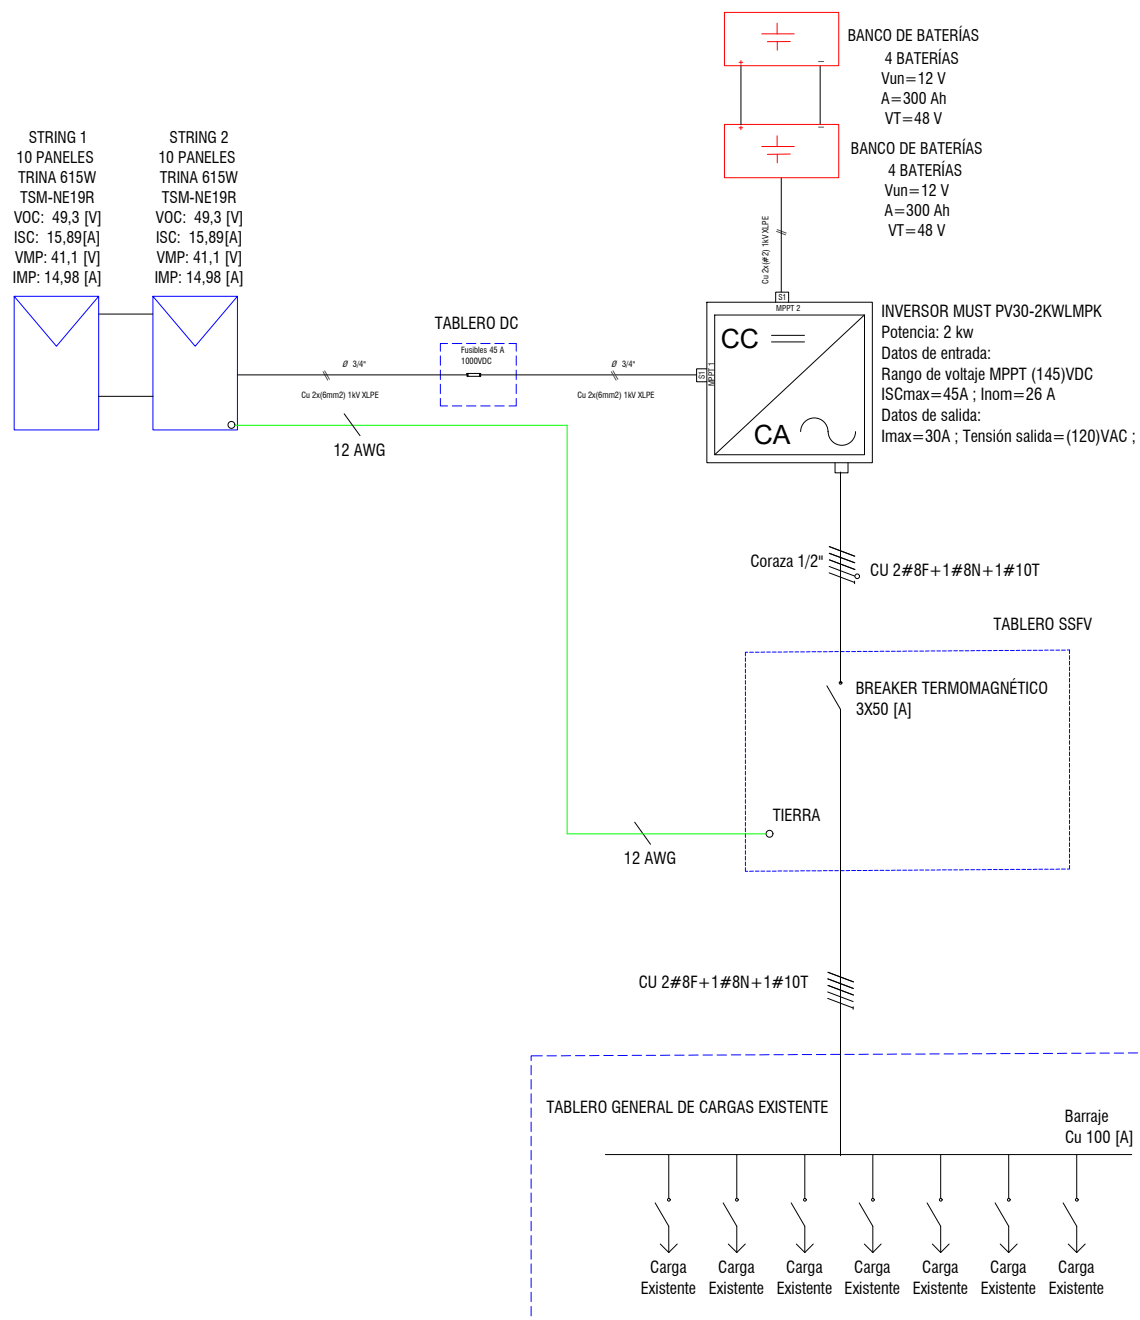 BANCO DE BATERÍAS
4 BATERÍAS
Vun=12 V
A=300 Ah
VT=48 V
+
−
BANCO DE BATERÍAS
4 BATERÍAS
Vun=12 V
A=300 Ah
VT=48 V
+
−
STRING 1
10 PANELES
TRINA 615W
TSM-NE19R
VOC: 49,3 [V]
ISC: 15,89[A]
VMP: 41,1 [V]
IMP: 14,98 [A]
STRING 2
10 PANELES
TRINA 615W
TSM-NE19R
VOC: 49,3 [V]
ISC: 15,89[A]
VMP: 41,1 [V]
IMP: 14,98 [A]
Cu 2x(#2) 1kV XLPE
S1
MPPT 2
TABLERO DC
Fusibles 45 A
1000VDC
Ø 3/4"
Cu 2x(6mm2) 1kV XLPE
Ø 3/4"
Cu 2x(6mm2) 1kV XLPE
S1
MPPT 1
CC
CA
INVERSOR MUST PV30-2KWLMPK
Potencia: 2 kw
Datos de entrada:
Rango de voltaje MPPT (145)VDC
ISCmax=45A ; Inom=26 A
Datos de salida:
Imax=30A ; Tensión salida=(120)VAC ;
12 AWG
Coraza 1/2"
CU 2#8F+1#8N+1#10T
TABLERO SSFV
BREAKER TERMOMAGNÉTICO
3X50 [A]
TIERRA
12 AWG
CU 2#8F+1#8N+1#10T
TABLERO GENERAL DE CARGAS EXISTENTE
Barraje
Cu 100 [A]
Carga
Existente
Carga
Existente
Carga
Existente
Carga
Existente
Carga
Existente
Carga
Existente
Carga
Existente